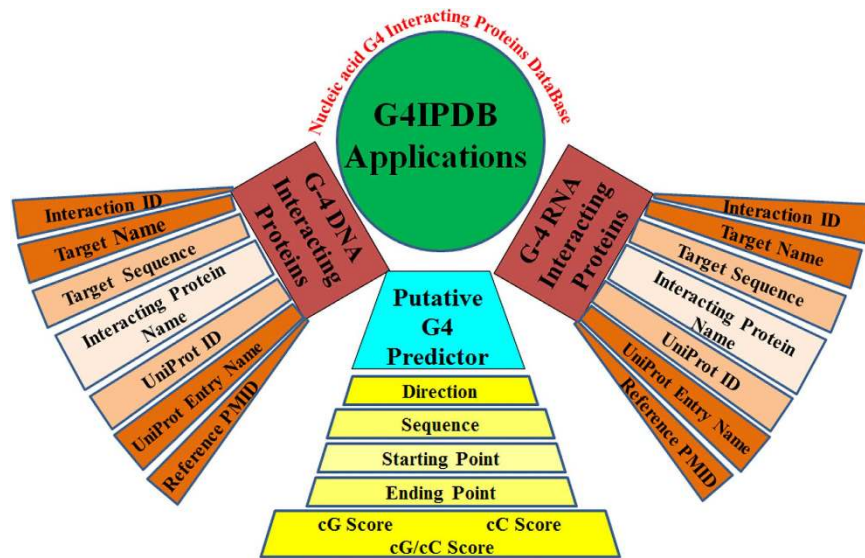 Nucleic acid G4 Interacting Proteins DataBase
G4IPDB
Applications
G-4 DNA
Interacting
Proteins
Interaction ID
Target Name
Target Sequence
Interacting Protein
Name
UniProt ID
UniProt Entry Name
Reference PMID
Putative
G4
Predictor
Direction
Sequence
Starting Point
Ending Point
cG Score cC Score
cG/cC Score
G-4 RNA
Interacting
Proteins
Interaction ID
Target Name
Target Sequence
Interacting Protein
Name
UniProt ID
UniProt Entry Name
Reference PMID